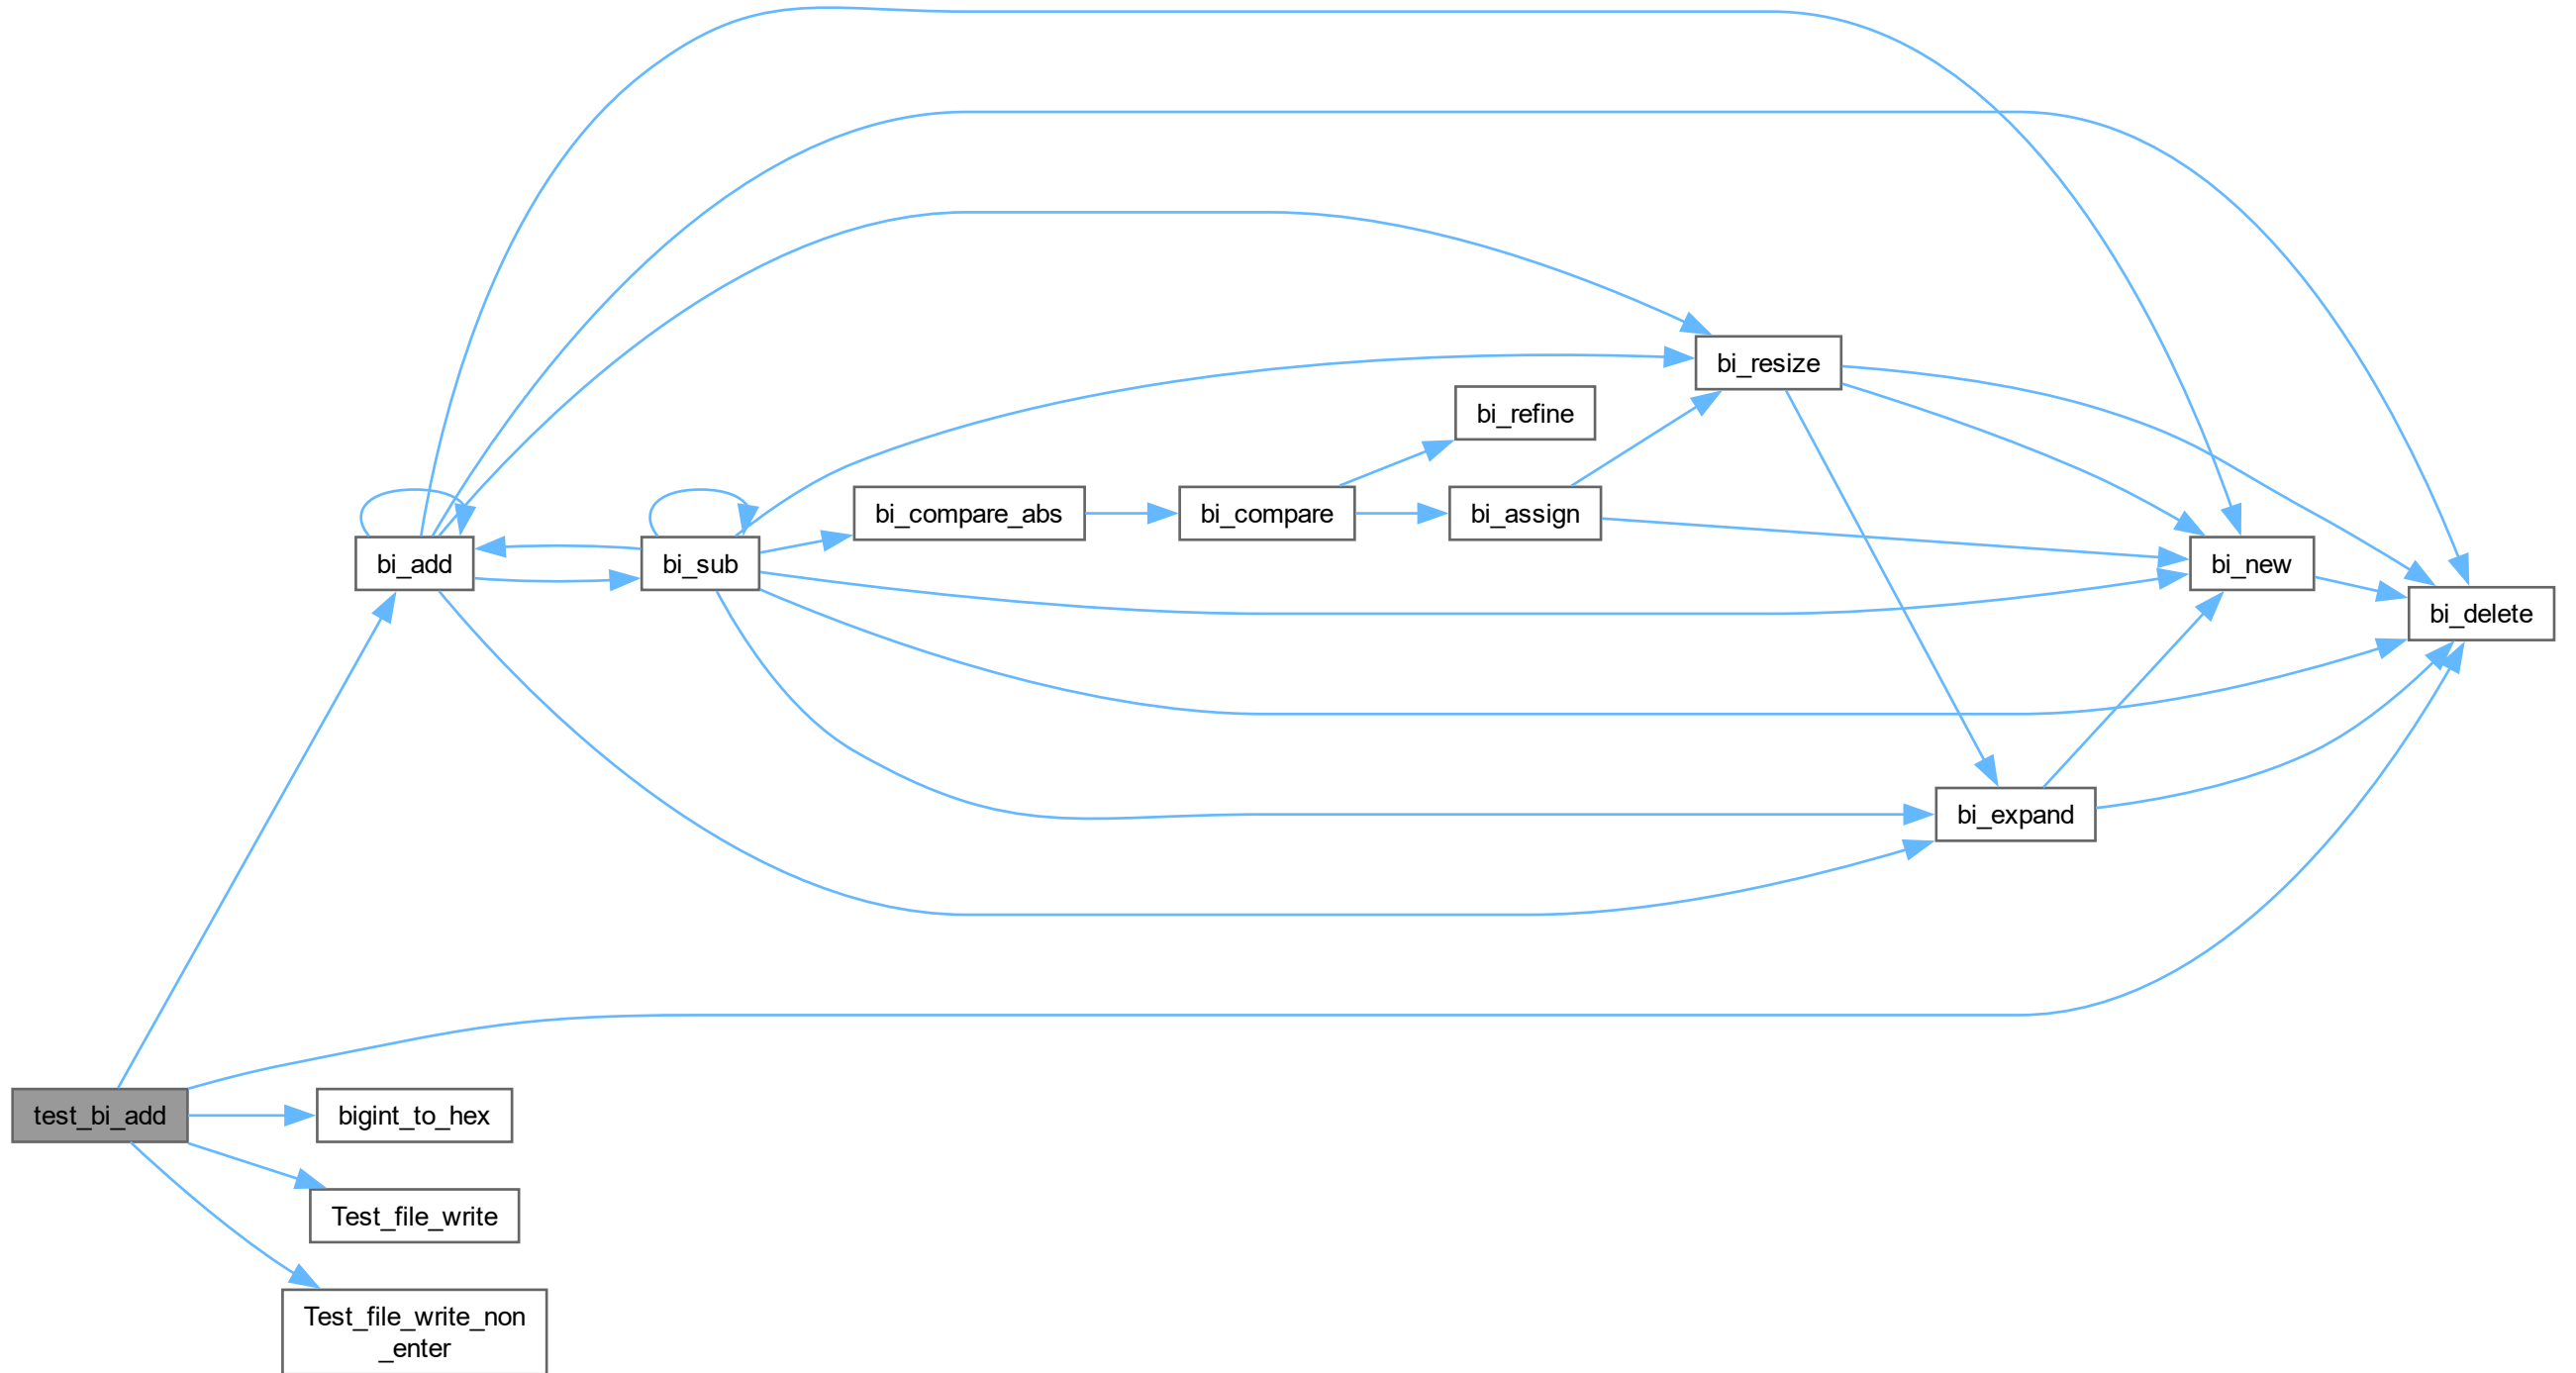 bi_resize
bi_refine
bi_compare_abs
bi_compare
bi_assign
bi_add
bi_sub
bi_new
bi_delete
bi_expand
test_bi_add
bigint_to_hex
Test_file_write
Test_file_write_non
_enter